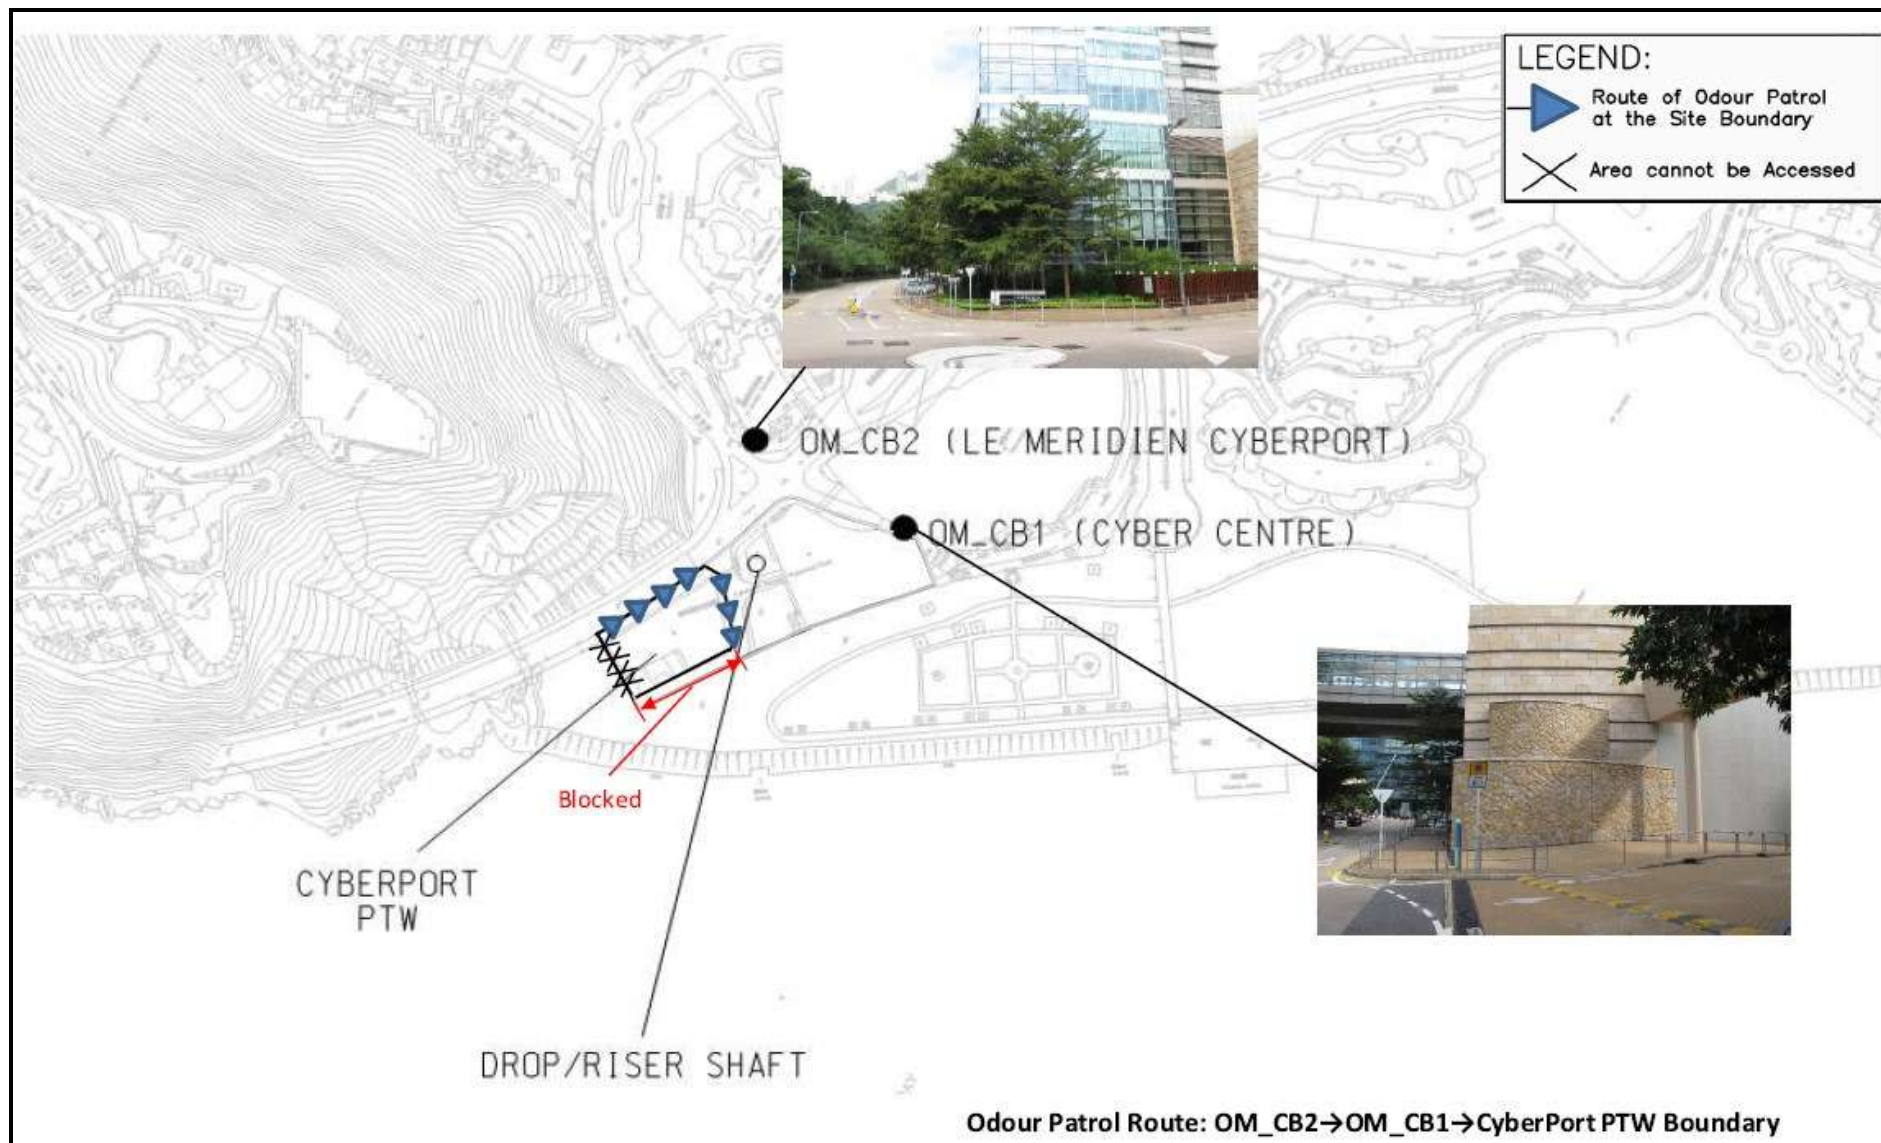 LEGEND:
Route of Odour Patrol
at the Site Boundary
Area cannot be Accessed
OM_CB2 (LE MERIDIEN CYBERPORT)
OM_CB1 (CYBER CENTRE)
Blocked
CYBERPORT
PTW
DROP/RISER SHAFT
Odour Patrol Route: OM_CB2→OM_CB1→CyberPort PTW Boundary